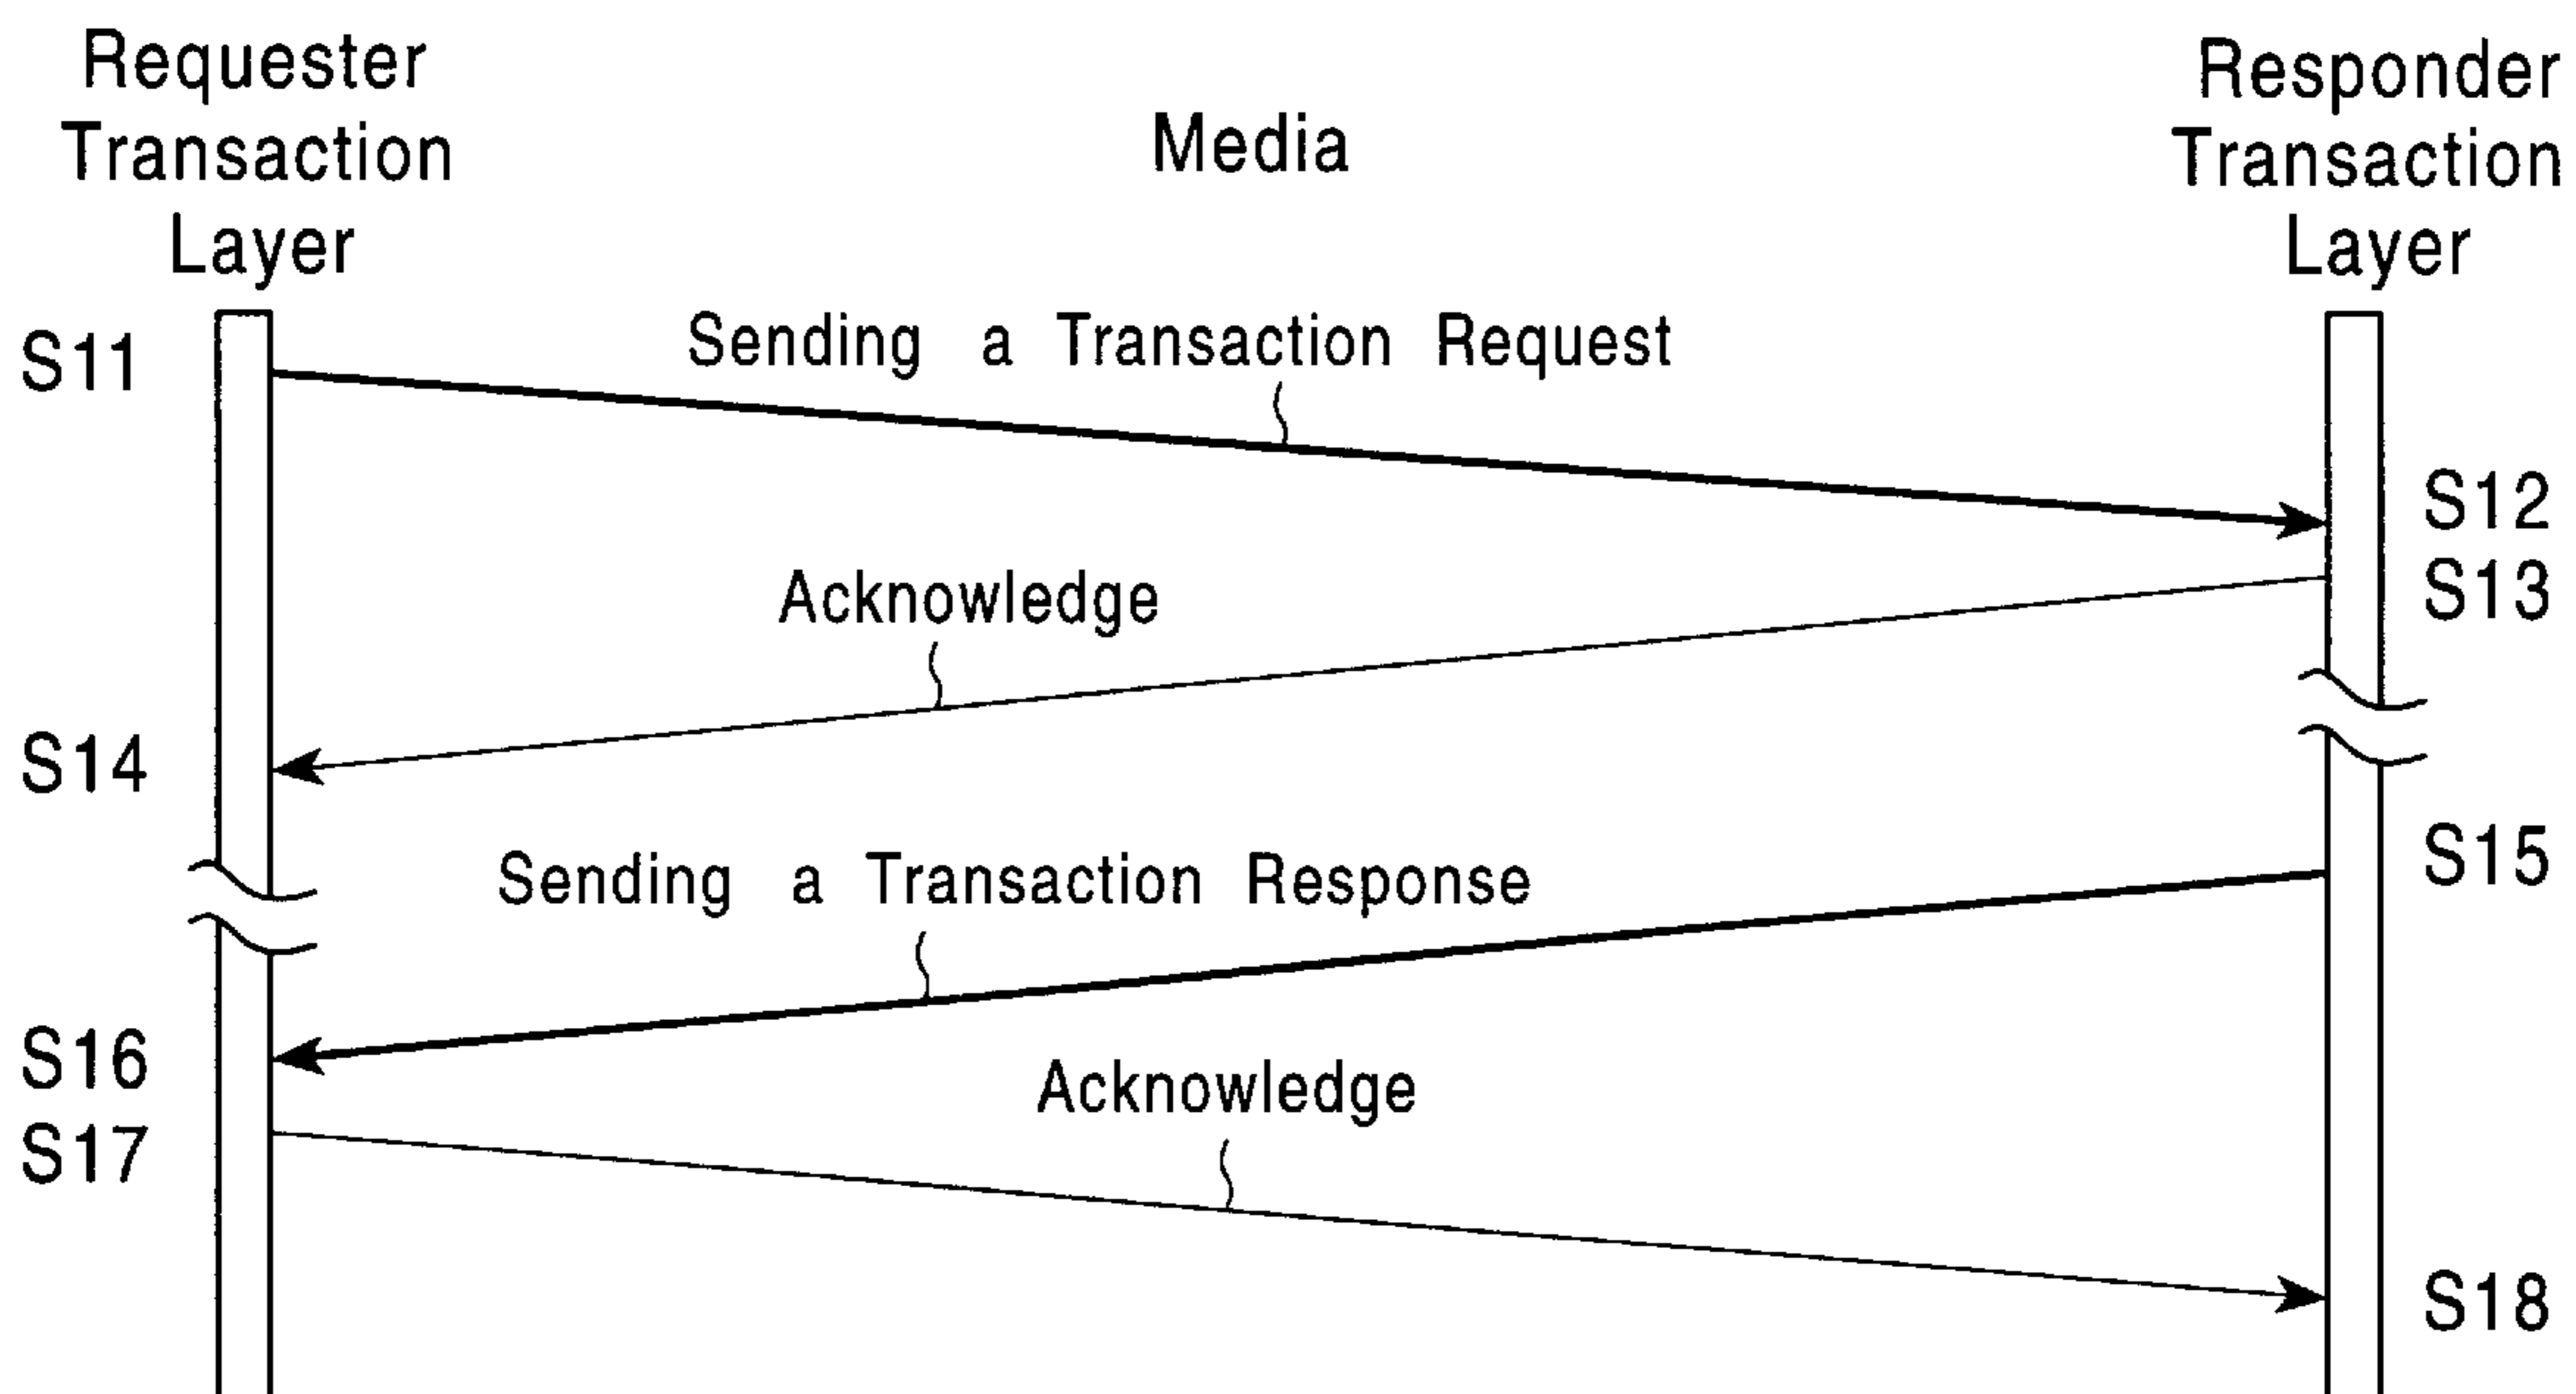 Requester
Transaction
Layer
Media
Responder
Transaction
Layer
S11
Sending a Transaction Request
S12
Acknowledge
S13
S14
Sending a Transaction Response
S15
S16
Acknowledge
S17
S18